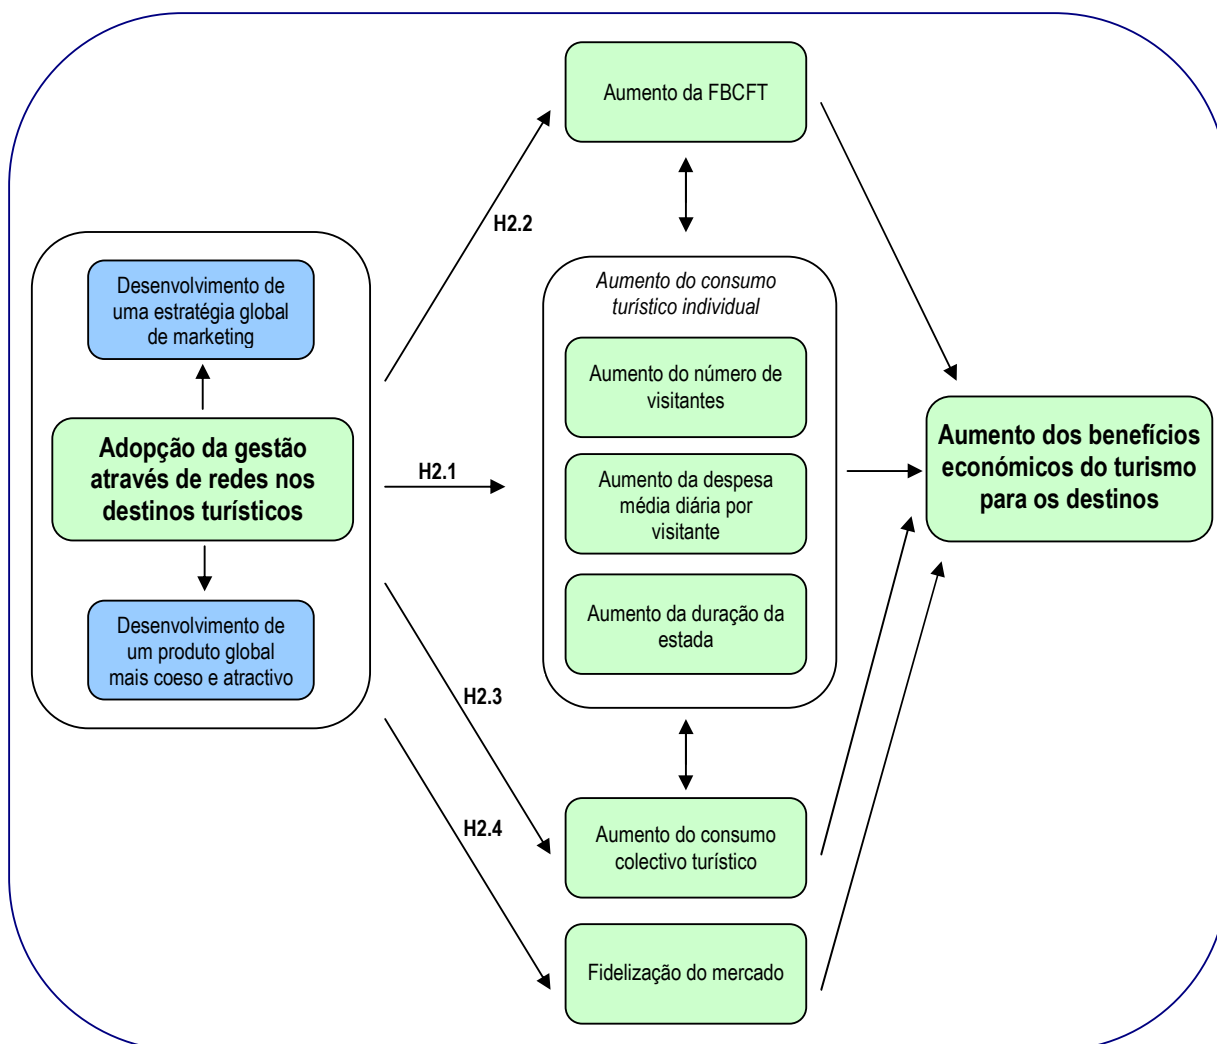 Aumento da FBCFT
H2.2
Desenvolvimento de
uma estratégia global
de marketing
Adopção da gestão
através de redes nos
destinos turísticos
Desenvolvimento de
um produto global
mais coeso e atractivo
H2.1
Aumento do consumo
turístico individual
Aumento do número de
visitantes
Aumento da despesa
média diária por
visitante
Aumento da duração da
estada
Aumento dos benefícios
económicos do turismo
para os destinos
H2.3
H2.4
Aumento do consumo
colectivo turístico
Fidelização do mercado